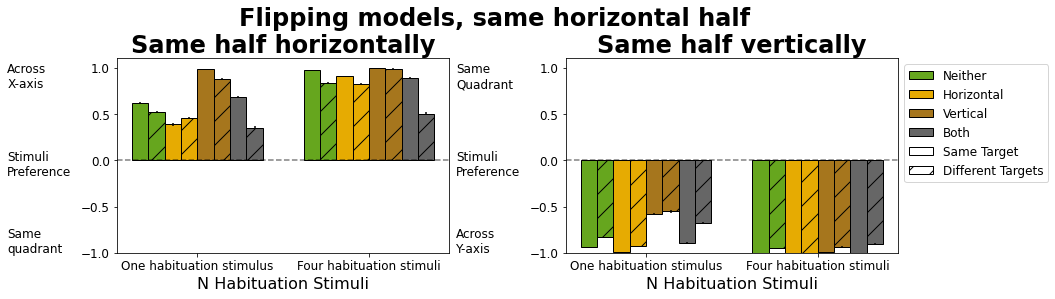 Flipping models, same horizontal half
Same half horizontally
Across
X-axis
Stimuli
Preference
Same
quadrant
1.0
0.5
0.0
−0.5
−1.0
One habituation stimulus
Four habituation stimuli
N Habituation Stimuli
Same half vertically
Same
Quadrant
Stimuli
Preference
Across
Y-axis
1.0
0.5
0.0
−0.5
−1.0
One habituation stimulus
Four habituation stimuli
N Habituation Stimuli
Neither
Horizontal
Vertical
Both
Same Target
Different Targets